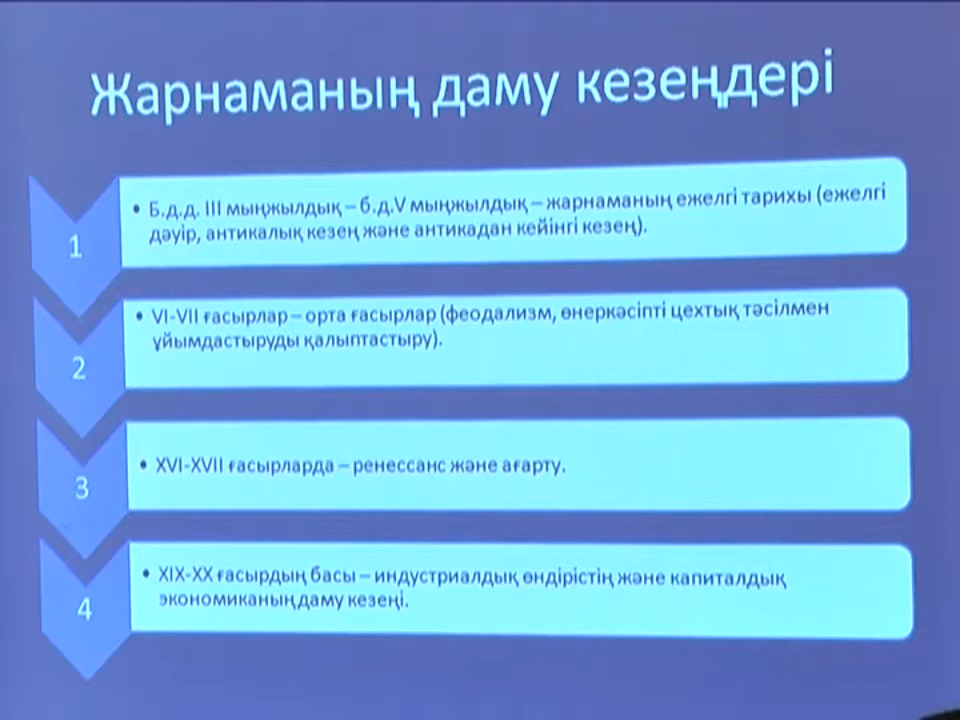 Жарнаманың даму кезеңдері
1
• Б.д.д. III мыңжылдық – б.д.V мыңжылдық – жарнаманың ежелгі тарихы (ежелгі
дәуір, антикалық кезең және антикадан кейінгі кезең).
2
• VI-VII ғасырлар – орта ғасырлар (феодализм, өнеркәсіпті цехтық тәсілмен
ұйымдастыруды қалыптастыру).
3
• XVI-XVII ғасырларда – ренессанс және ағарту.
4
• XIX-XX ғасырдың басы – индустриалдық өндірістің және капиталдық
экономиканың даму кезеңі.